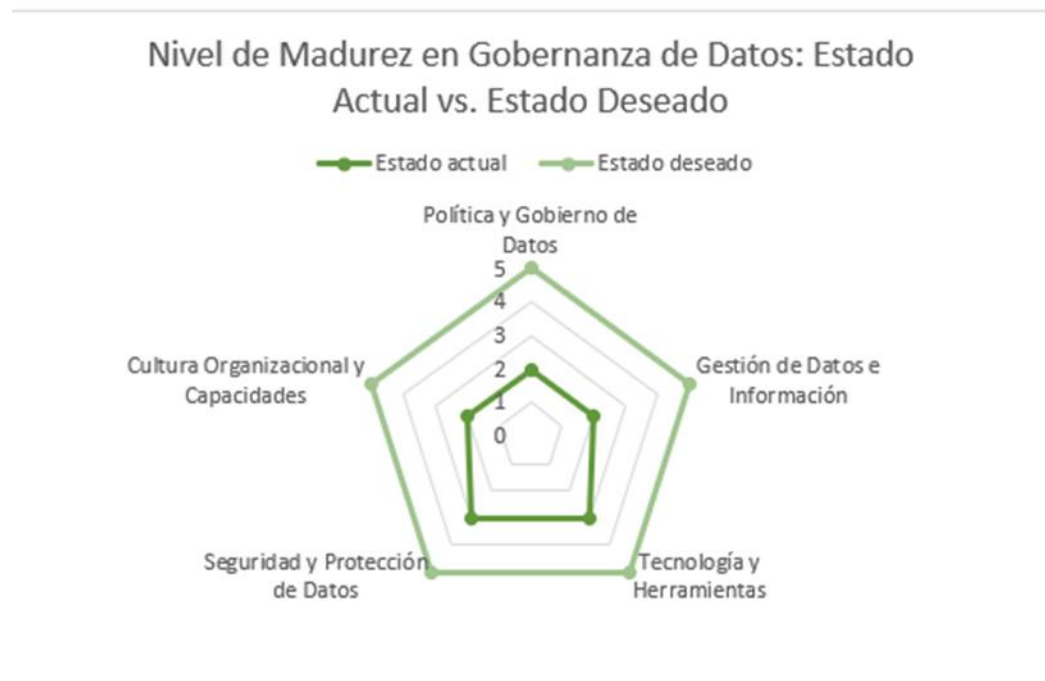 Nivel de Madurez en Gobernanza de Datos: Estado
Actual vs. Estado Deseado
Estado actual
Estado deseado
Política y Gobierno de
Datos
5
4
3
2
1
0
Gestión de Datos e
Información
Tecnología y
Herramientas
Seguridad y Protección
de Datos
Cultura Organizacional y
Capacidades